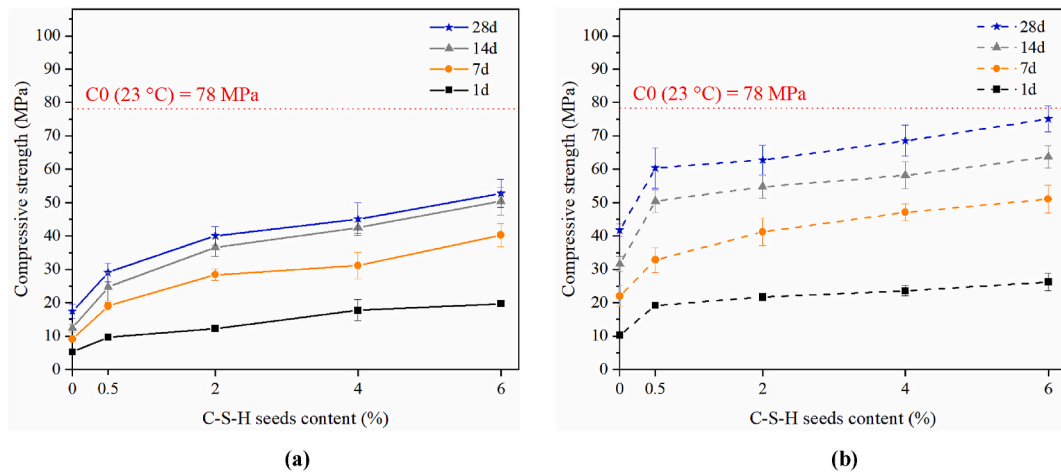 100
90
80
70
60
50
40
30
20
10
0
Compressive strength (MPa)
28d
14d
7d
1d
C0 (23 °C) = 78 MPa
0 0.5 2 4 6
C-S-H seeds content (%)
(a)
100
90
80
70
60
50
40
30
20
10
0
Compressive strength (MPa)
28d
14d
7d
1d
C0 (23 °C) = 78 MPa
0 0.5 2 4 6
C-S-H seeds content (%)
(b)